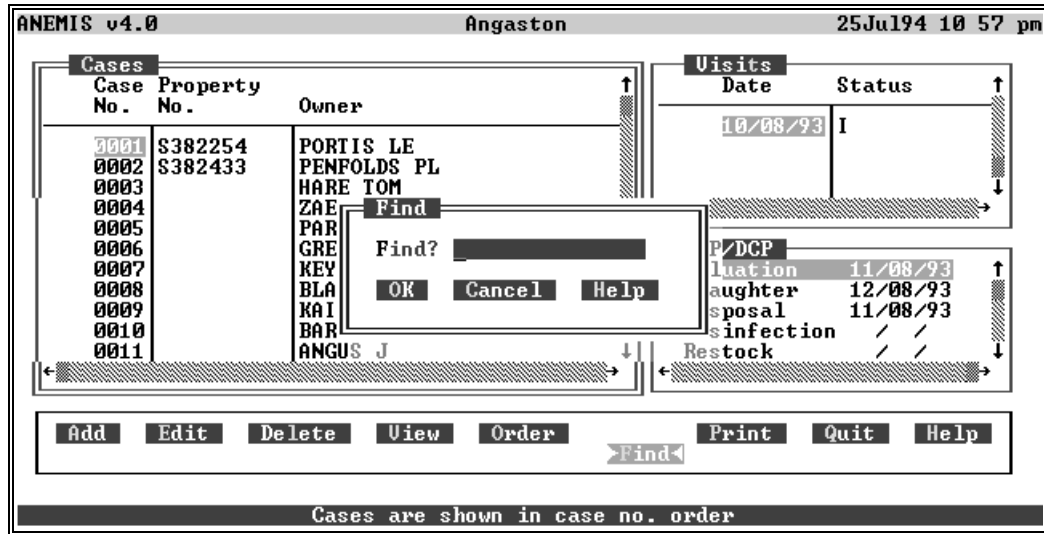 ANEMIS v4.0 Angaston 25Jul94 10 57 pm
Cases
Case Property
No. No. Owner
0001 S382254 PORTIS LE
0002 S382433 PENFOLDS PL
0003 HARE TOM
0004 ZAE
0005 PAR
0006 GRE
0007 KEY
0008 BLA
0009 KAI
0010 BAR
0011 ANGUS J
Visits
Date Status
10/08/93 I
Find
Find?
OK Cancel Help
P/DCP
luation 11/08/93
aughter 12/08/93
sposal 11/08/93
sinfection / /
Restock / /
Add Edit Delete View Order Find Print Quit Help
Cases are shown in case no. order